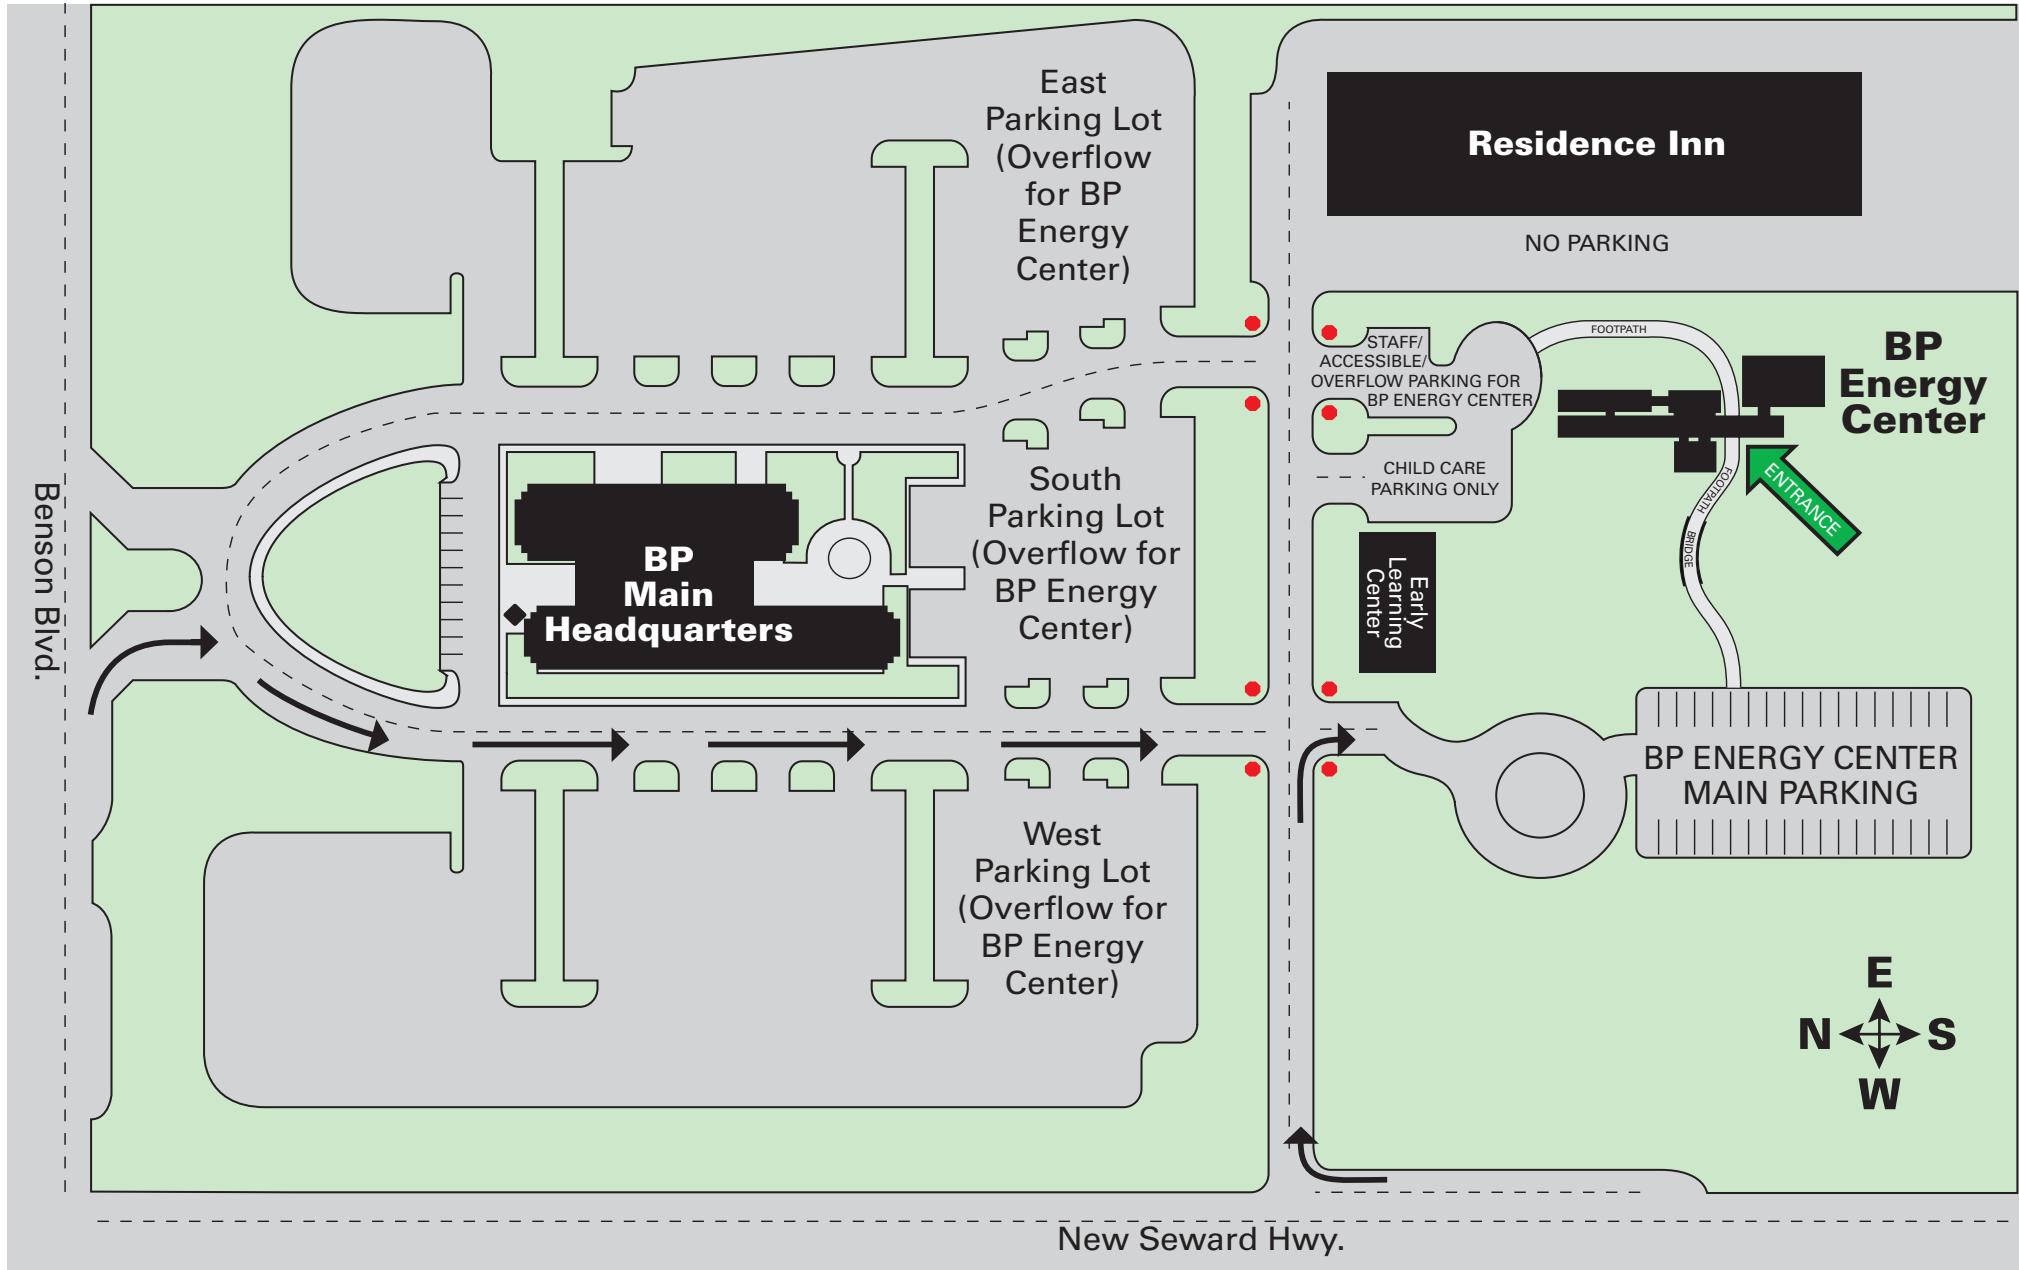 East
Parking Lot
(Overflow
for BP
Energy
Center)
Residence Inn
NO PARKING
FOOTPATH
STAFF/
ACCESSIBLE/
OVERFLOW PARKING FOR
BP ENERGY CENTER
BP
Energy
Center
CHILD CARE
PARKING ONLY
FOOTPATH
ENTRANCE
BRIDGE
Benson Blvd.
BP
Main
Headquarters
South
Parking Lot
(Overflow for
BP Energy
Center)
Early
Learning
Center
BP ENERGY CENTER
MAIN PARKING
West
Parking Lot
(Overflow for
BP Energy
Center)
E
N S
W
New Seward Hwy.